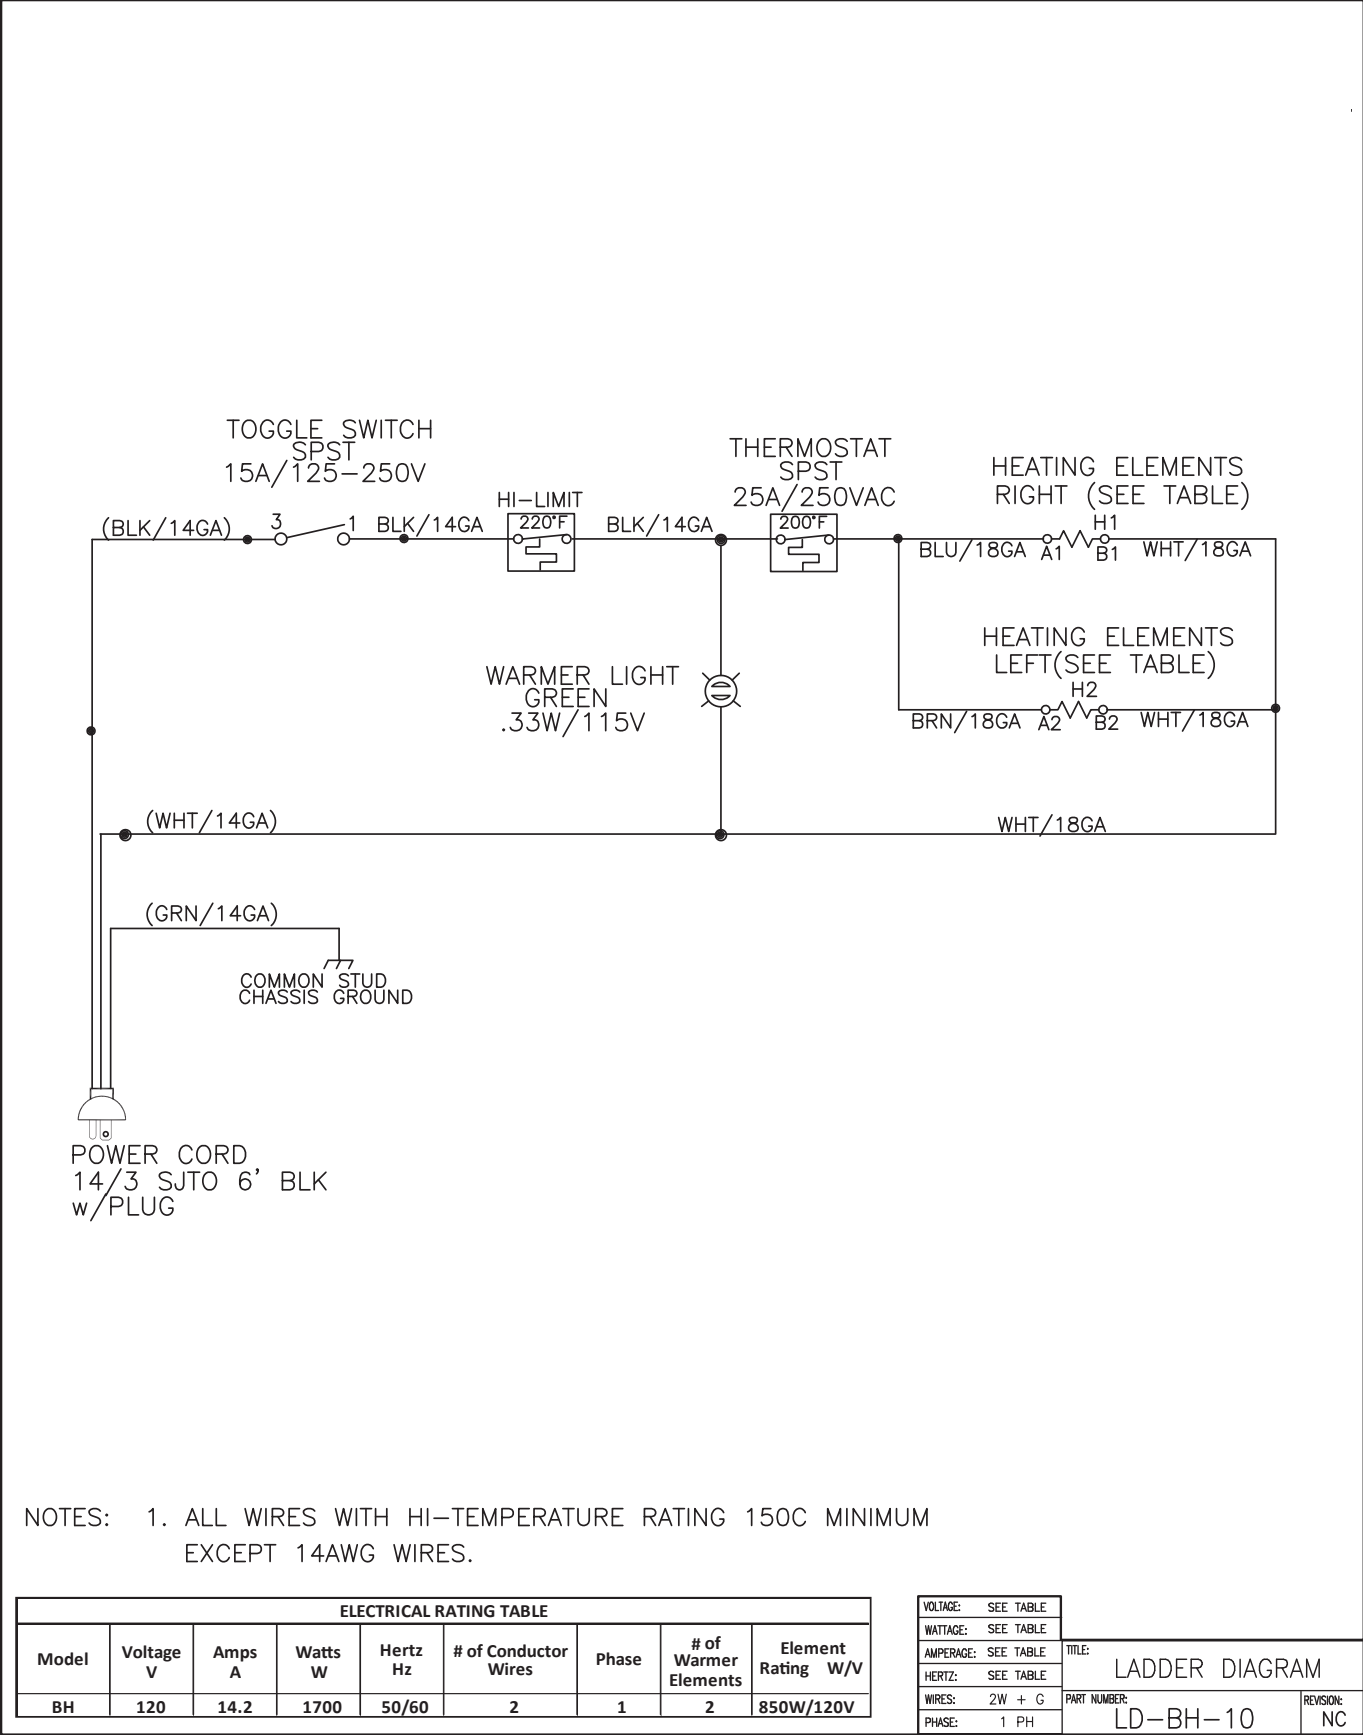 TOGGLE SWITCH
SPST
15A/125-250V
THERMOSTAT
SPST
25A/250VAC
HEATING ELEMENTS
RIGHT (SEE TABLE)
HI-LIMIT
220°F
200°F
(BLK/14GA)
3
1
BLK/14GA
BLK/14GA
H1
BLU/18GA
A1
B1
WHT/18GA
HEATING ELEMENTS
LEFT(SEE TABLE)
H2
BRN/18GA
A2
B2
WHT/18GA
WARMER LIGHT
GREEN
.33W/115V
(WHT/14GA)
WHT/18GA
(GRN/14GA)
COMMON STUD
CHASSIS GROUND
POWER CORD
14/3 SJTO 6' BLK
w/PLUG
NOTES: 1. ALL WIRES WITH HI-TEMPERATURE RATING 150C MINIMUM
EXCEPT 14AWG WIRES.
ELECTRICAL RATING TABLE
Model Voltage V Amps A Watts W Hertz Hz # of Conductor Wires Phase # of Warmer Elements Element Rating W/V
BH 120 14.2 1700 50/60 2 1 2 850W/120V
VOLTAGE: SEE TABLE
WATTAGE: SEE TABLE
AMPERAGE: SEE TABLE
HERTZ: SEE TABLE
WIRES: 2W + G
PHASE: 1 PH
TITLE:
LADDER DIAGRAM
PART NUMBER:
LD-BH-10
REVISION:
NC